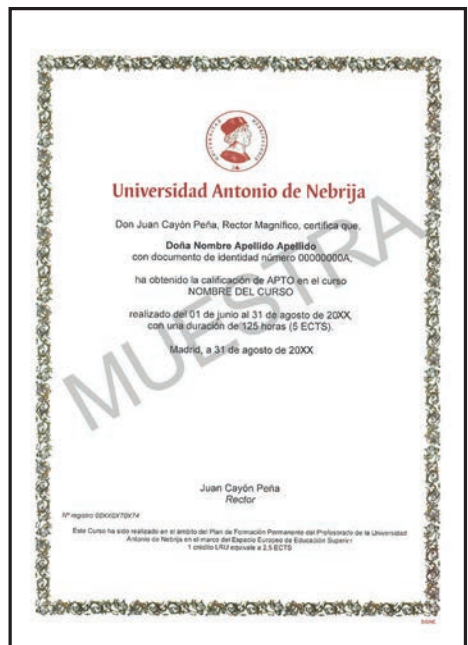 Universidad Antonio de Nebrija
Don Juan Cayón Peña, Rector Magnífico, certifica que,
Doña Nombre Apellido Apellido
con documento de identidad número 00000000A,
ha obtenido la calificación de APTO en el curso
NOMBRE DEL CURSO
realizado del 01 de junio al 31 de agosto de 20XX,
con una duración de 125 horas (5 ECTS).
Madrid, a 31 de agosto de 20XX
MUESTRA
Juan Cayón Peña
Rector
Nº registro
Este Curso ha sido realizado en el ámbito del Plan de Formación Permanente del Profesorado de la Universidad
Antonio de Nebrija en el marco del Espacio Europeo de Educación Superior
1 crédito LRU equivale a 2,5 ECTS